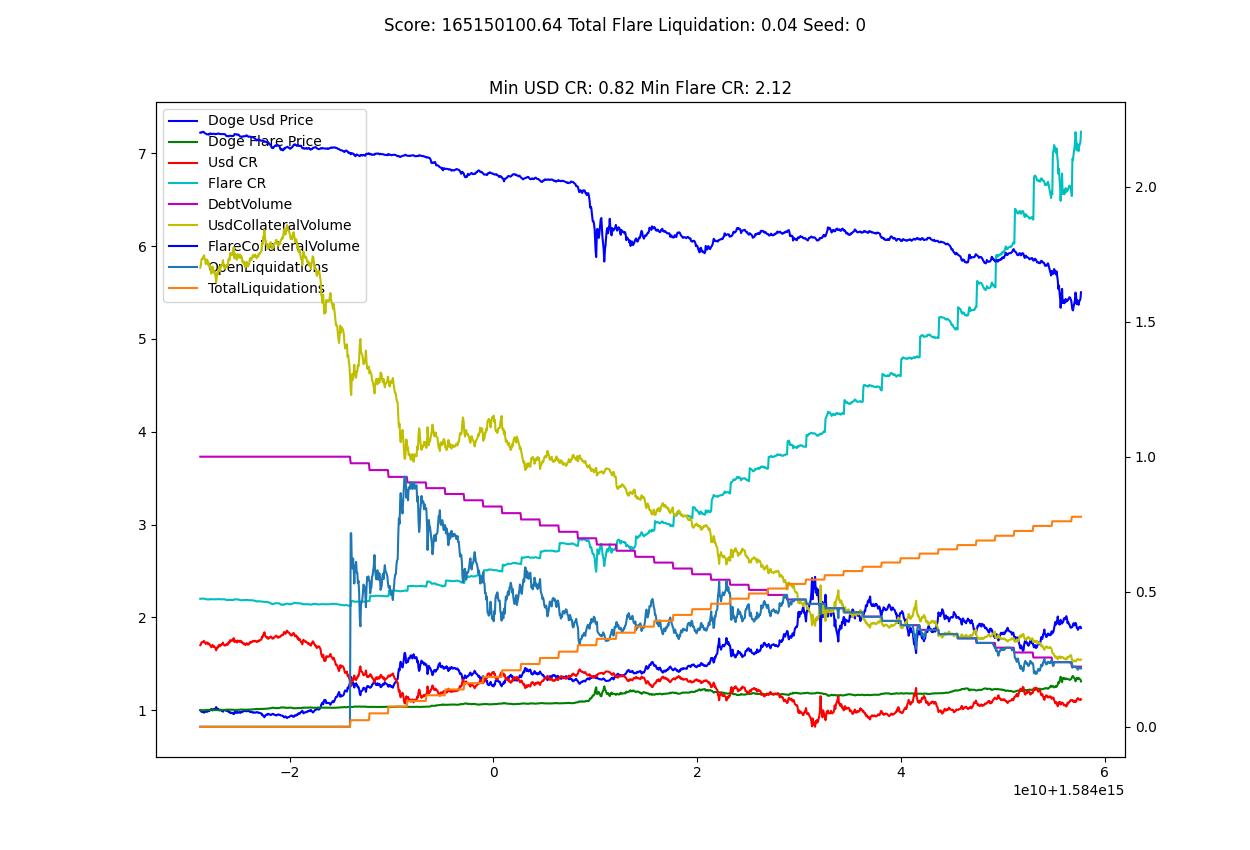 Score: 165150100.64 Total Flare Liquidation: 0.04 Seed: 0
Min USD CR: 0.82 Min Flare CR: 2.12
Doge Usd Price
Doge Flare Price
Usd CR
Flare CR
DebtVolume
UsdCollateralVolume
FlareCollateralVolume
OpenLiquidations
TotalLiquidations
7
6
5
4
3
2
1
2.0
1.5
1.0
0.5
0.0
−2
0
2
4
6
1e10+1.584e15